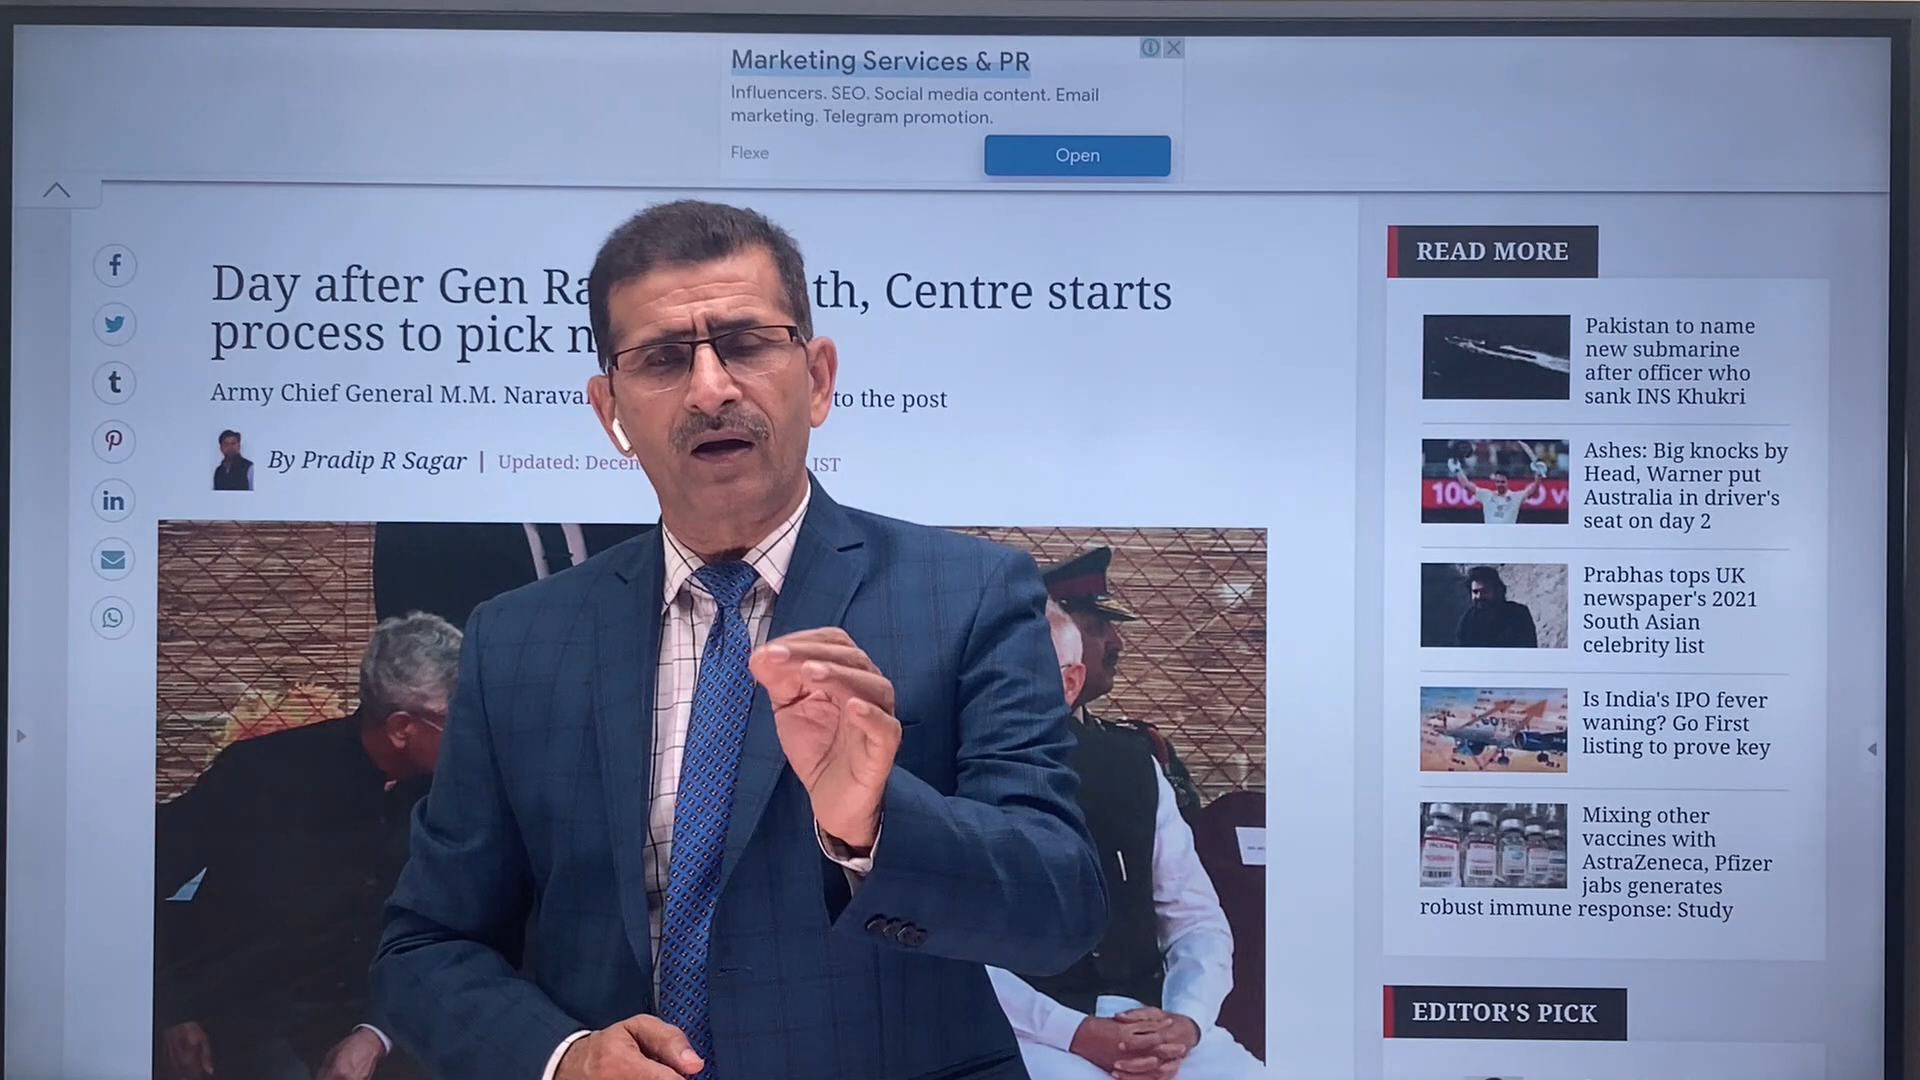 Marketing Services & PR
Influencers. SEO. Social media content. Email
marketing. Telegram promotion.
Flexe
Open
Day after Gen Ra th, Centre starts
process to pick n
Army Chief General M.M. Narava to the post
By Pradip R Sagar | Updated: Decem IST
READ MORE
Pakistan to name
new submarine
after officer who
sank INS Khukri
Ashes: Big knocks by
Head, Warner put
Australia in driver's
seat on day 2
100
Prabhas tops UK
newspaper's 2021
South Asian
celebrity list
Is India's IPO fever
waning? Go First
listing to prove key
GO FIRST
Mixing other
vaccines with
AstraZeneca, Pfizer
jabs generates
robust immune response: Study
EDITOR'S PICK